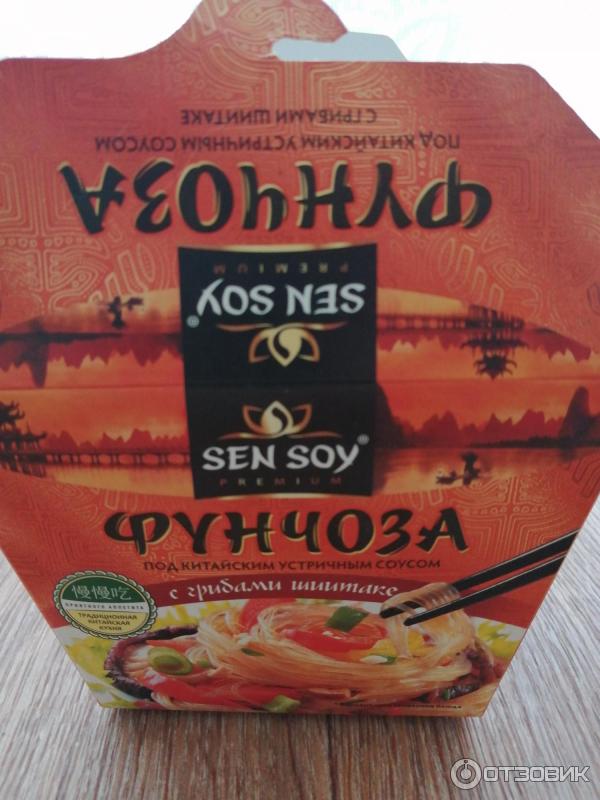 С ГРИБАМИ ШИИТАКЕ
ПОД КИТАЙСКИМ УСТРИЧНЫМ СОУСОМ
ФУНЧОЗА
PREMIUM
SEN SOY®
SEN SOY®
PREMIUM
ФУНЧОЗА
ПОД КИТАЙСКИМ УСТРИЧНЫМ СОУСОМ
с грибами шиитаке
慢慢吃
ПРИЯТНОГО АППЕТИТА
ТРАДИЦИОННАЯ
КИТАЙСКАЯ
КУХНЯ
ОТЗОВИК